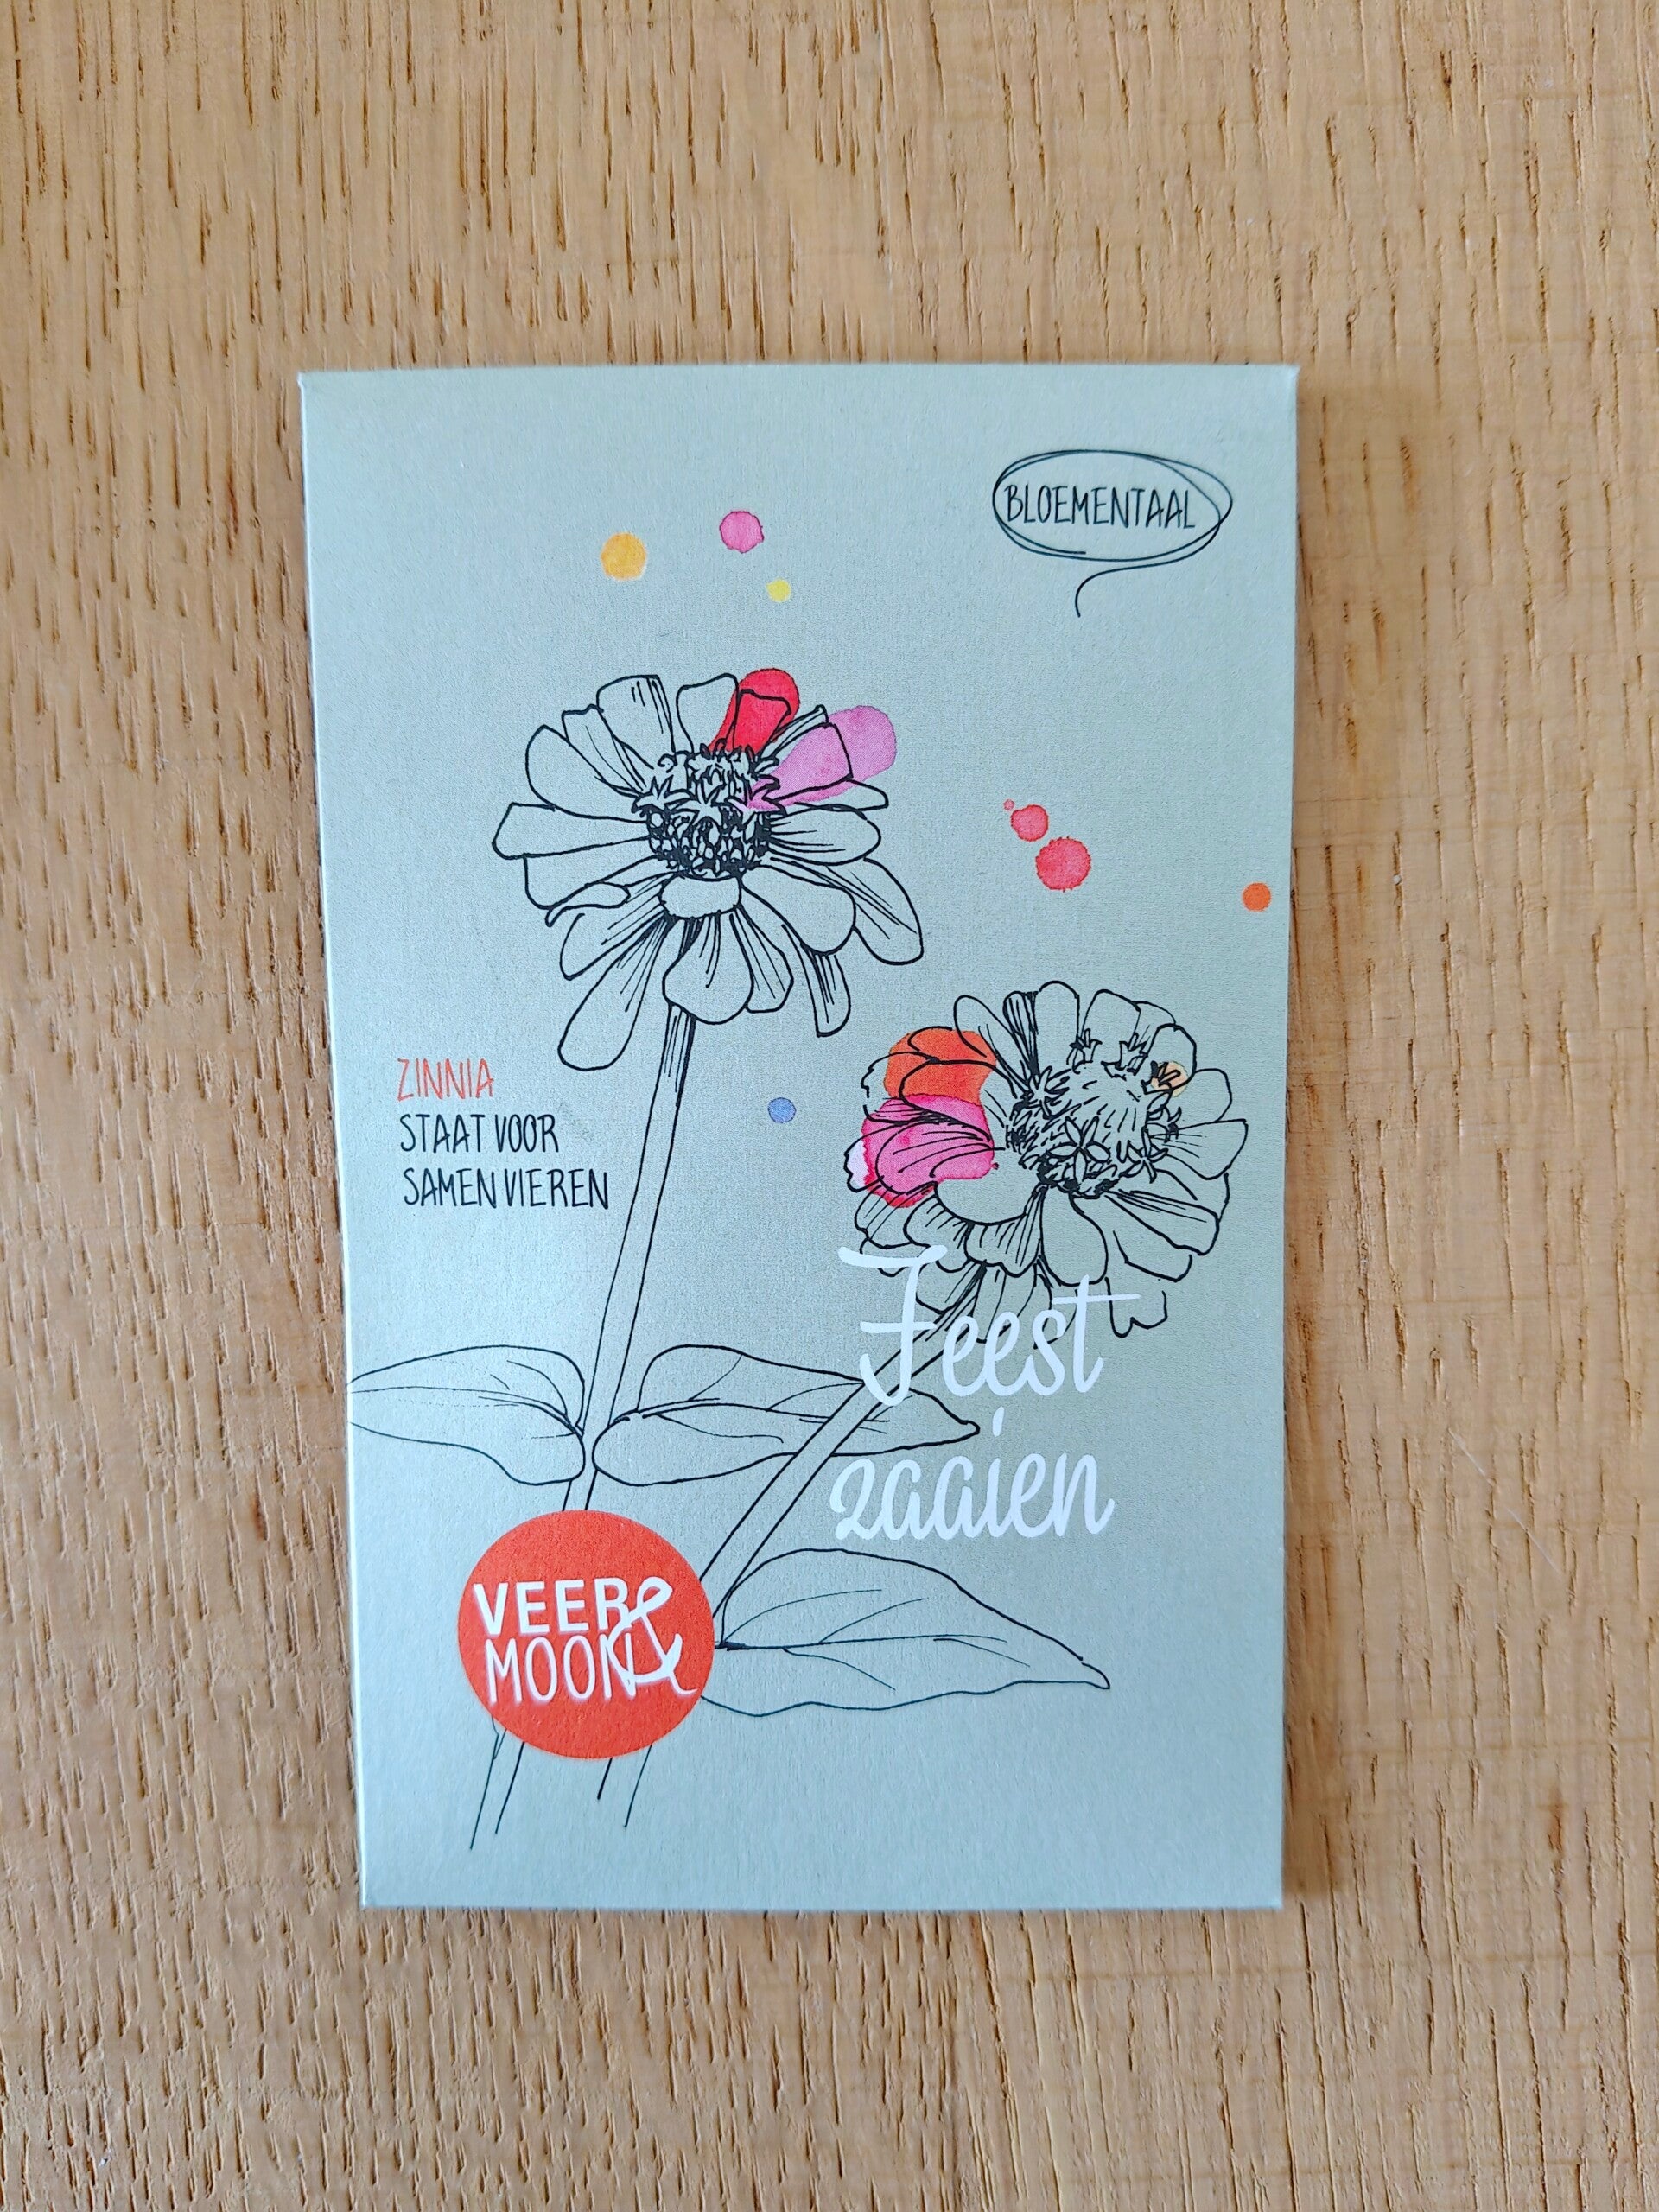 BLOEMENTAAL
ZINNIA
STAAT VOOR
SAMEN VIEREN
Feest
zaaien
VEER &
MOON